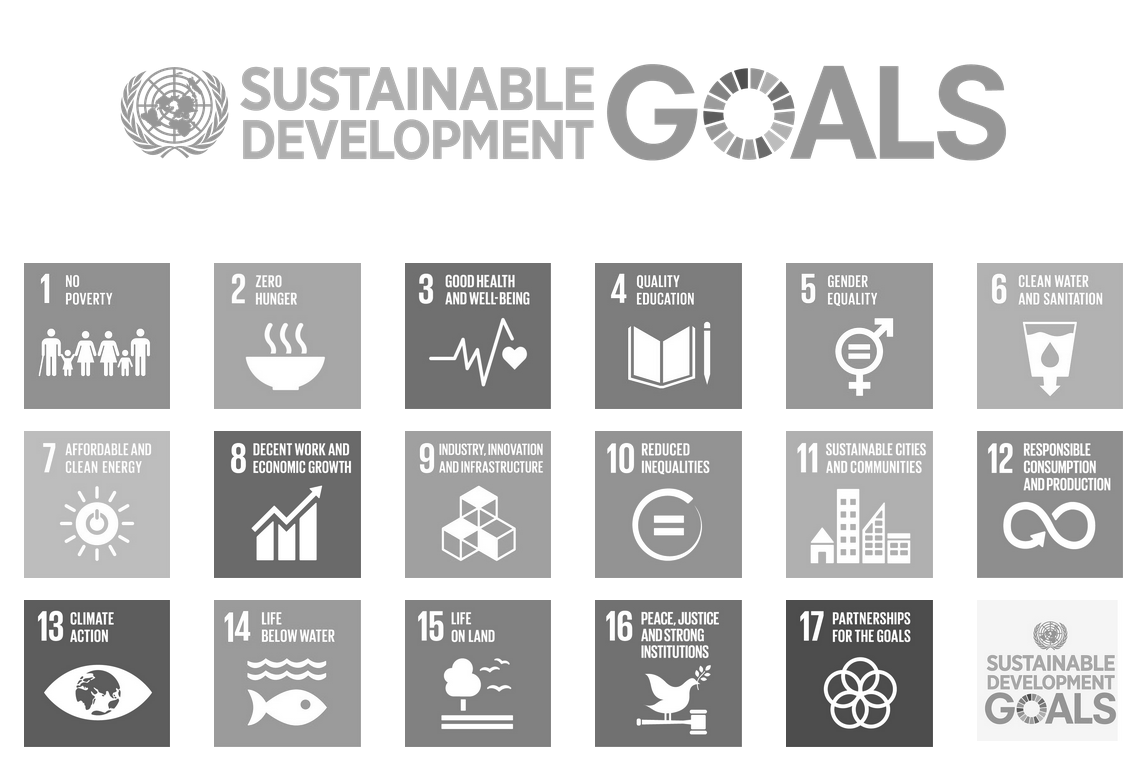 SUSTAINABLE
DEVELOPMENT
GOALS
1 NO
POVERTY
2 ZERO
HUNGER
3 GOOD HEALTH
AND WELL-BEING
4 QUALITY
EDUCATION
5 GENDER
EQUALITY
6 CLEAN WATER
AND SANITATION
7 AFFORDABLE AND
CLEAN ENERGY
8 DECENT WORK AND
ECONOMIC GROWTH
9 INDUSTRY, INNOVATION
AND INFRASTRUCTURE
10 REDUCED
INEQUALITIES
11 SUSTAINABLE CITIES
AND COMMUNITIES
12 RESPONSIBLE
CONSUMPTION
AND PRODUCTION
13 CLIMATE
ACTION
14 LIFE
BELOW WATER
15 LIFE
ON LAND
16 PEACE, JUSTICE
AND STRONG
INSTITUTIONS
17 PARTNERSHIPS
FOR THE GOALS
SUSTAINABLE
DEVELOPMENT
GOALS